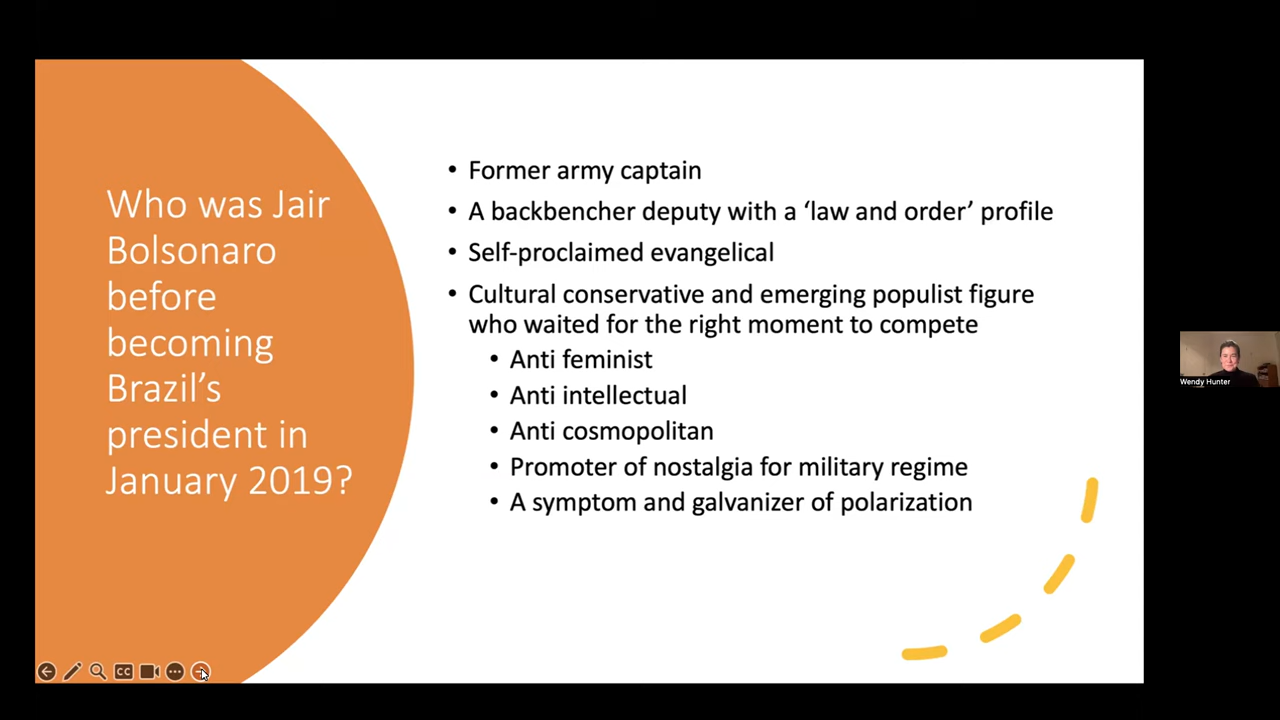 Who was Jair
Bolsonaro
before
becoming
Brazil’s
president in
January 2019?
• Former army captain
• A backbencher deputy with a ‘law and order’ profile
• Self-proclaimed evangelical
• Cultural conservative and emerging populist figure
who waited for the right moment to compete
• Anti feminist
• Anti intellectual
• Anti cosmopolitan
• Promoter of nostalgia for military regime
• A symptom and galvanizer of polarization
Wendy Hunter
CC